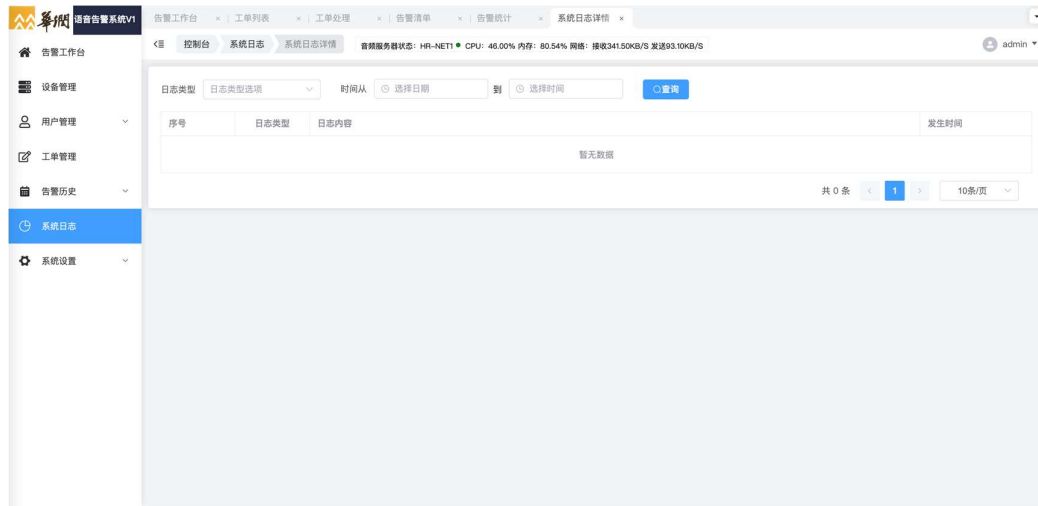 華網 语音告警系统V1
告警工作台 × 工单列表 × 工单处理 × 告警清单 × 告警统计 × 系统日志详情 ×
控制台 系统日志 系统日志详情 音频服务器状态：HR-NET1 CPU：46.00% 内存：80.54% 网络：接收341.50KB/S 发送93.10KB/S admin
告警工作台
设备管理
用户管理
工单管理
告警历史
系统日志
系统设置
日志类型 日志类型选项 时间从 选择日期 到 选择时间 查询
序号 日志类型 日志内容 发生时间
暂无数据
共 0 条 1 10条/页